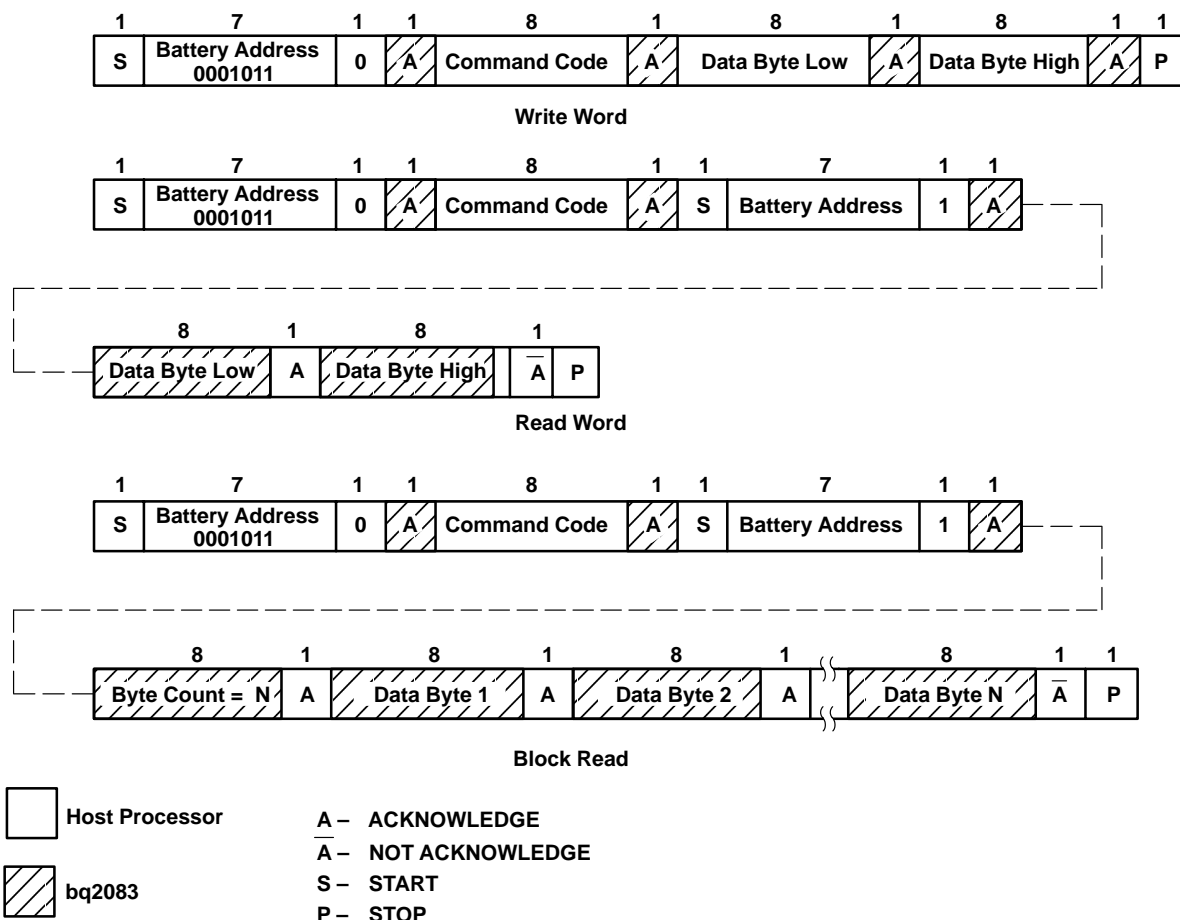 1 7 1 1 8 1 8 1 8 1 1
S Battery Address 0 A Command Code A Data Byte Low A Data Byte High A P
0001011
Write Word
1 7 1 1 8 1 1 7 1 1
S Battery Address 0 A Command Code A S Battery Address 1 A
0001011
8 1 8 1
Data Byte Low A Data Byte High A̅ P
Read Word
1 7 1 1 8 1 1 7 1 1
S Battery Address 0 A Command Code A S Battery Address 1 A
0001011
8 1 8 1 8 1 8 1 1
Byte Count = N A Data Byte 1 A Data Byte 2 A Data Byte N A̅ P
Block Read
Host Processor
bq2083
A – ACKNOWLEDGE
A̅ – NOT ACKNOWLEDGE
S – START
P – STOP